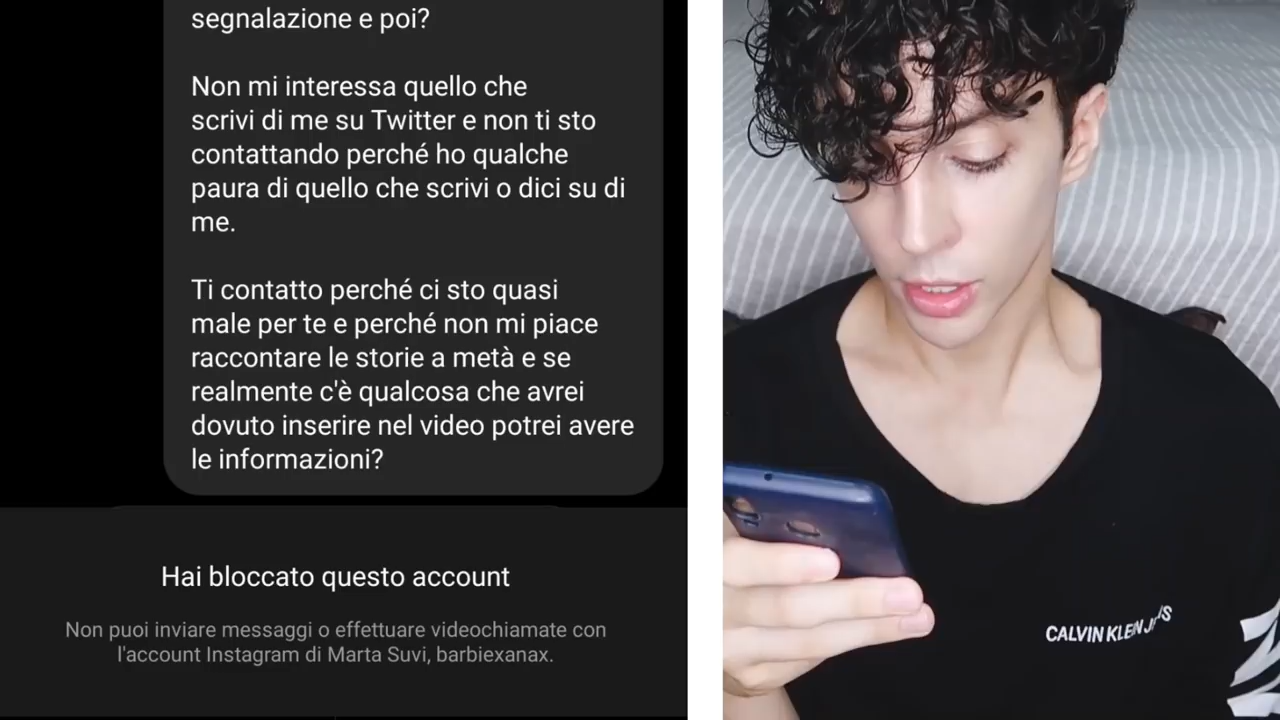 segnalazione e poi?
Non mi interessa quello che
scrivi di me su Twitter e non ti sto
contattando perché ho qualche
paura di quello che scrivi o dici su di
me.
Ti contatto perché ci sto quasi
male per te e perché non mi piace
raccontare le storie a metà e se
realmente c'è qualcosa che avrei
dovuto inserire nel video potrei avere
le informazioni?
Hai bloccato questo account
Non puoi inviare messaggi o effettuare videochiamate con
l'account Instagram di Marta Suvi, barbiexanax.
CALVIN KLEIN